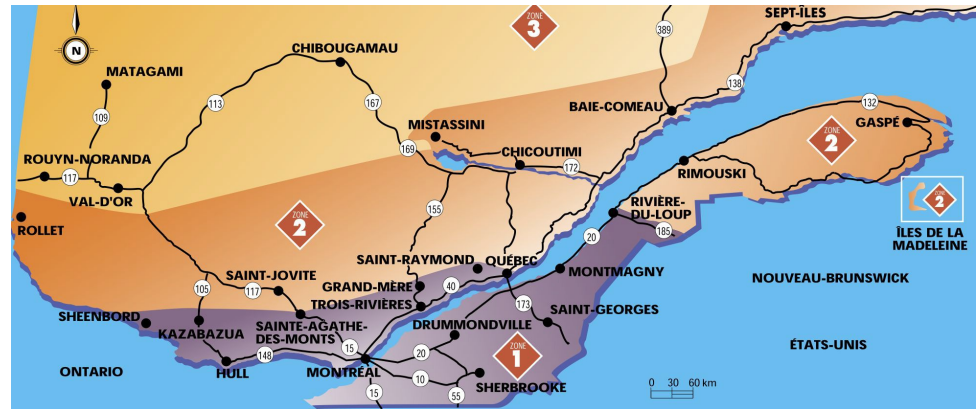 SEPT-ÎLES
ZONE
3
N
CHIBOUGAMAU
389
MATAGAMI
138
113
167
109
BAIE-COMEAU
132
MISTASSINI
GASPÉ
169
CHICOUTIMI
ZONE
2
ROUYN-NORANDA
172
117
RIMOUSKI
VAL-D'OR
ZONE
2
RIVIÈRE-
DU-LOUP
155
ZONE
2
ROLLET
20
185
ÎLES DE LA
MADELEINE
SAINT-RAYMOND
QUÉBEC
SAINT-JOVITE
MONTMAGNY
NOUVEAU-BRUNSWICK
GRAND-MÈRE
40
105
117
TROIS-RIVIÈRES
173
SAINT-GEORGES
SHEENBORD
KAZABAZUA
SAINTE-AGATHE-
DES-MONTS
DRUMMONDVILLE
15
20
ZONE
1
ÉTATS-UNIS
148
ONTARIO
HULL
MONTRÉAL
10
SHERBROOKE
15
55
0 30 60 km